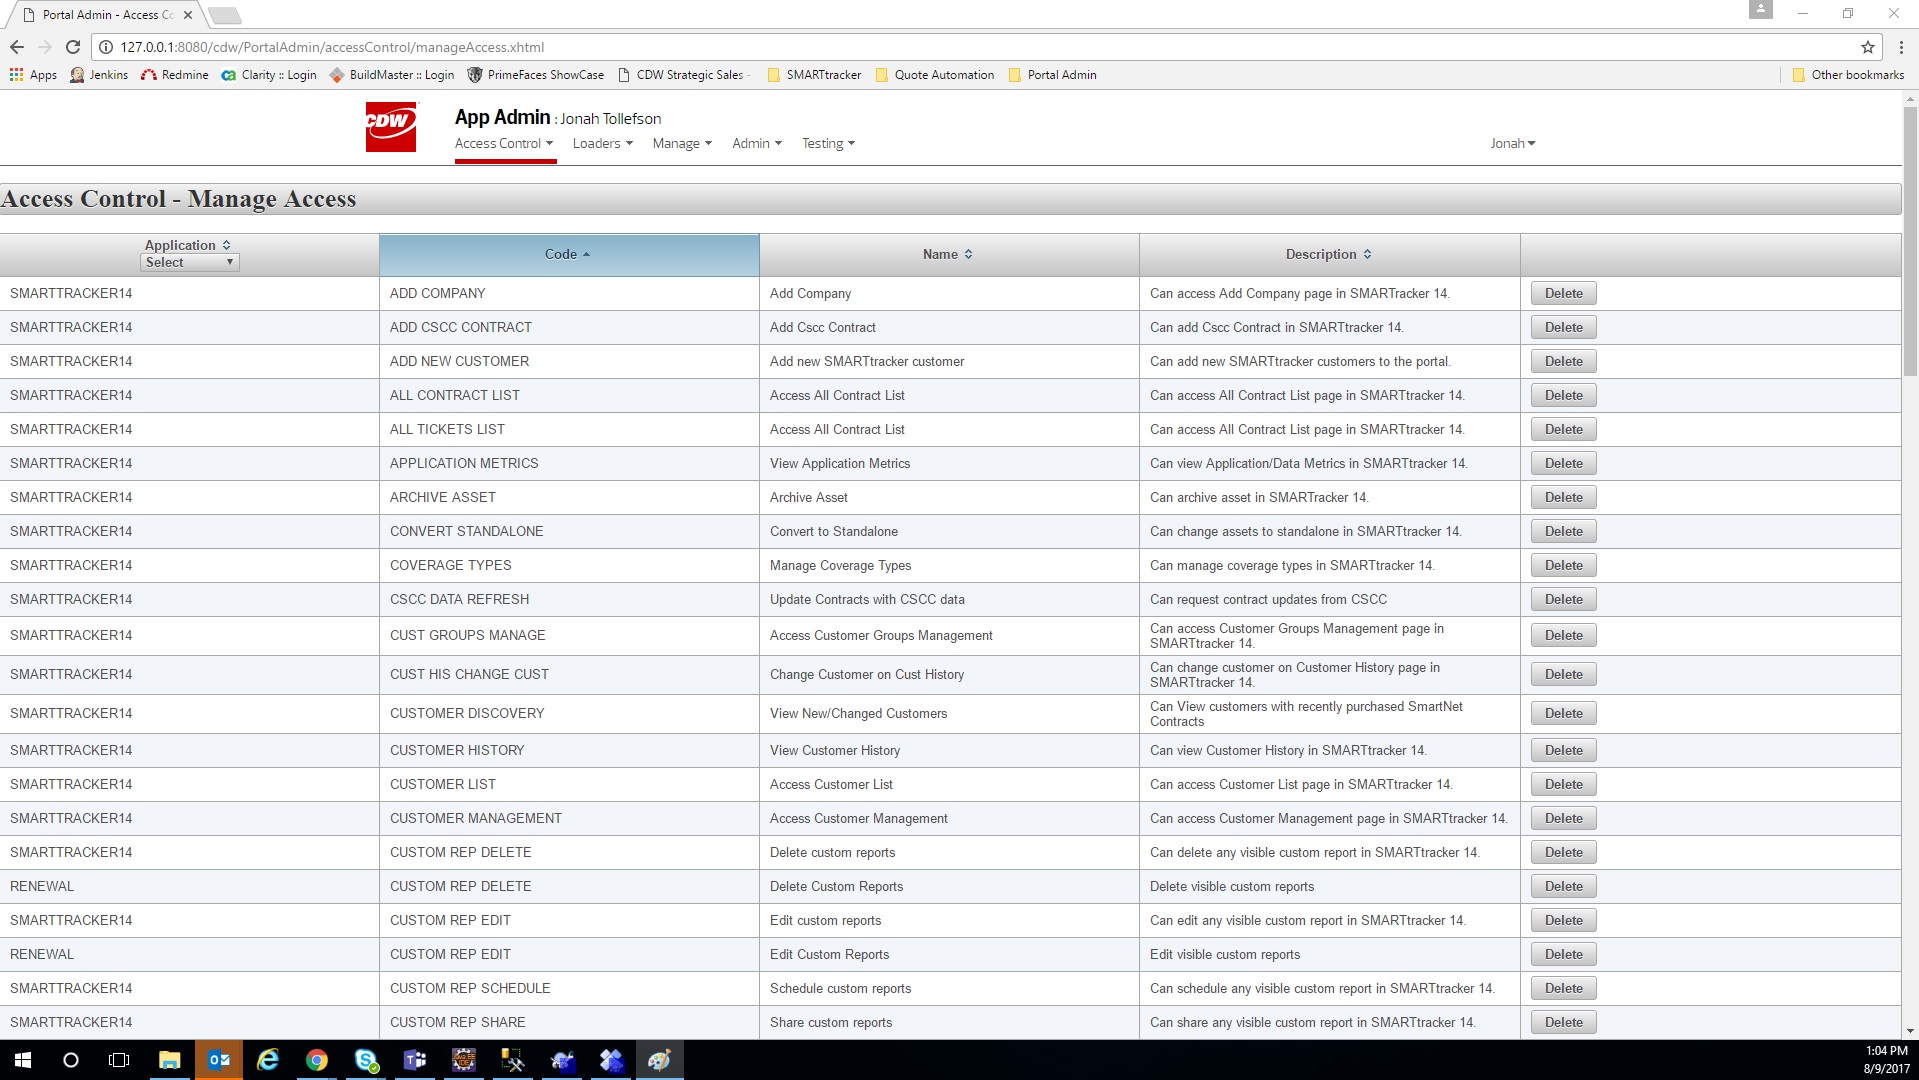 Portal Admin - Access Co
127.0.0.1:8080/cdw/PortalAdmin/accessControl/manageAccess.xhtml
Apps Jenkins Redmine Clarity :: Login BuildMaster :: Login PrimeFaces ShowCase CDW Strategic Sales - SMARTtracker Quote Automation Portal Admin Other bookmarks
CDW
App Admin : Jonah Tollefson
Access Control Loaders Manage Admin Testing Jonah
Access Control - Manage Access
Application Code Name Description
Select
SMARTTRACKER14 ADD COMPANY Add Company Can access Add Company page in SMARTracker 14. Delete
SMARTTRACKER14 ADD CSCC CONTRACT Add Cscc Contract Can add Cscc Contract in SMARTtracker 14. Delete
SMARTTRACKER14 ADD NEW CUSTOMER Add new SMARTtracker customer Can add new SMARTtracker customers to the portal. Delete
SMARTTRACKER14 ALL CONTRACT LIST Access All Contract List Can access All Contract List page in SMARTtracker 14. Delete
SMARTTRACKER14 ALL TICKETS LIST Access All Contract List Can access All Contract List page in SMARTtracker 14. Delete
SMARTTRACKER14 APPLICATION METRICS View Application Metrics Can view Application/Data Metrics in SMARTtracker 14. Delete
SMARTTRACKER14 ARCHIVE ASSET Archive Asset Can archive asset in SMARTracker 14. Delete
SMARTTRACKER14 CONVERT STANDALONE Convert to Standalone Can change assets to standalone in SMARTtracker 14. Delete
SMARTTRACKER14 COVERAGE TYPES Manage Coverage Types Can manage coverage types in SMARTtracker 14. Delete
SMARTTRACKER14 CSCC DATA REFRESH Update Contracts with CSCC data Can request contract updates from CSCC Delete
SMARTTRACKER14 CUST GROUPS MANAGE Access Customer Groups Management Can access Customer Groups Management page in
SMARTtracker 14. Delete
SMARTTRACKER14 CUST HIS CHANGE CUST Change Customer on Cust History Can change customer on Customer History page in
SMARTtracker 14. Delete
SMARTTRACKER14 CUSTOMER DISCOVERY View New/Changed Customers Can View customers with recently purchased SmartNet
Contracts Delete
SMARTTRACKER14 CUSTOMER HISTORY View Customer History Can view Customer History in SMARTtracker 14. Delete
SMARTTRACKER14 CUSTOMER LIST Access Customer List Can access Customer List page in SMARTtracker 14. Delete
SMARTTRACKER14 CUSTOMER MANAGEMENT Access Customer Management Can access Customer Management page in SMARTtracker 14. Delete
SMARTTRACKER14 CUSTOM REP DELETE Delete custom reports Can delete any visible custom report in SMARTtracker 14. Delete
RENEWAL CUSTOM REP DELETE Delete Custom Reports Delete visible custom reports Delete
SMARTTRACKER14 CUSTOM REP EDIT Edit custom reports Can edit any visible custom report in SMARTtracker 14. Delete
RENEWAL CUSTOM REP EDIT Edit Custom Reports Edit visible custom reports Delete
SMARTTRACKER14 CUSTOM REP SCHEDULE Schedule custom reports Can schedule any visible custom report in SMARTtracker 14. Delete
SMARTTRACKER14 CUSTOM REP SHARE Share custom reports Can share any visible custom report in SMARTtracker 14. Delete
1:04 PM
8/9/2017